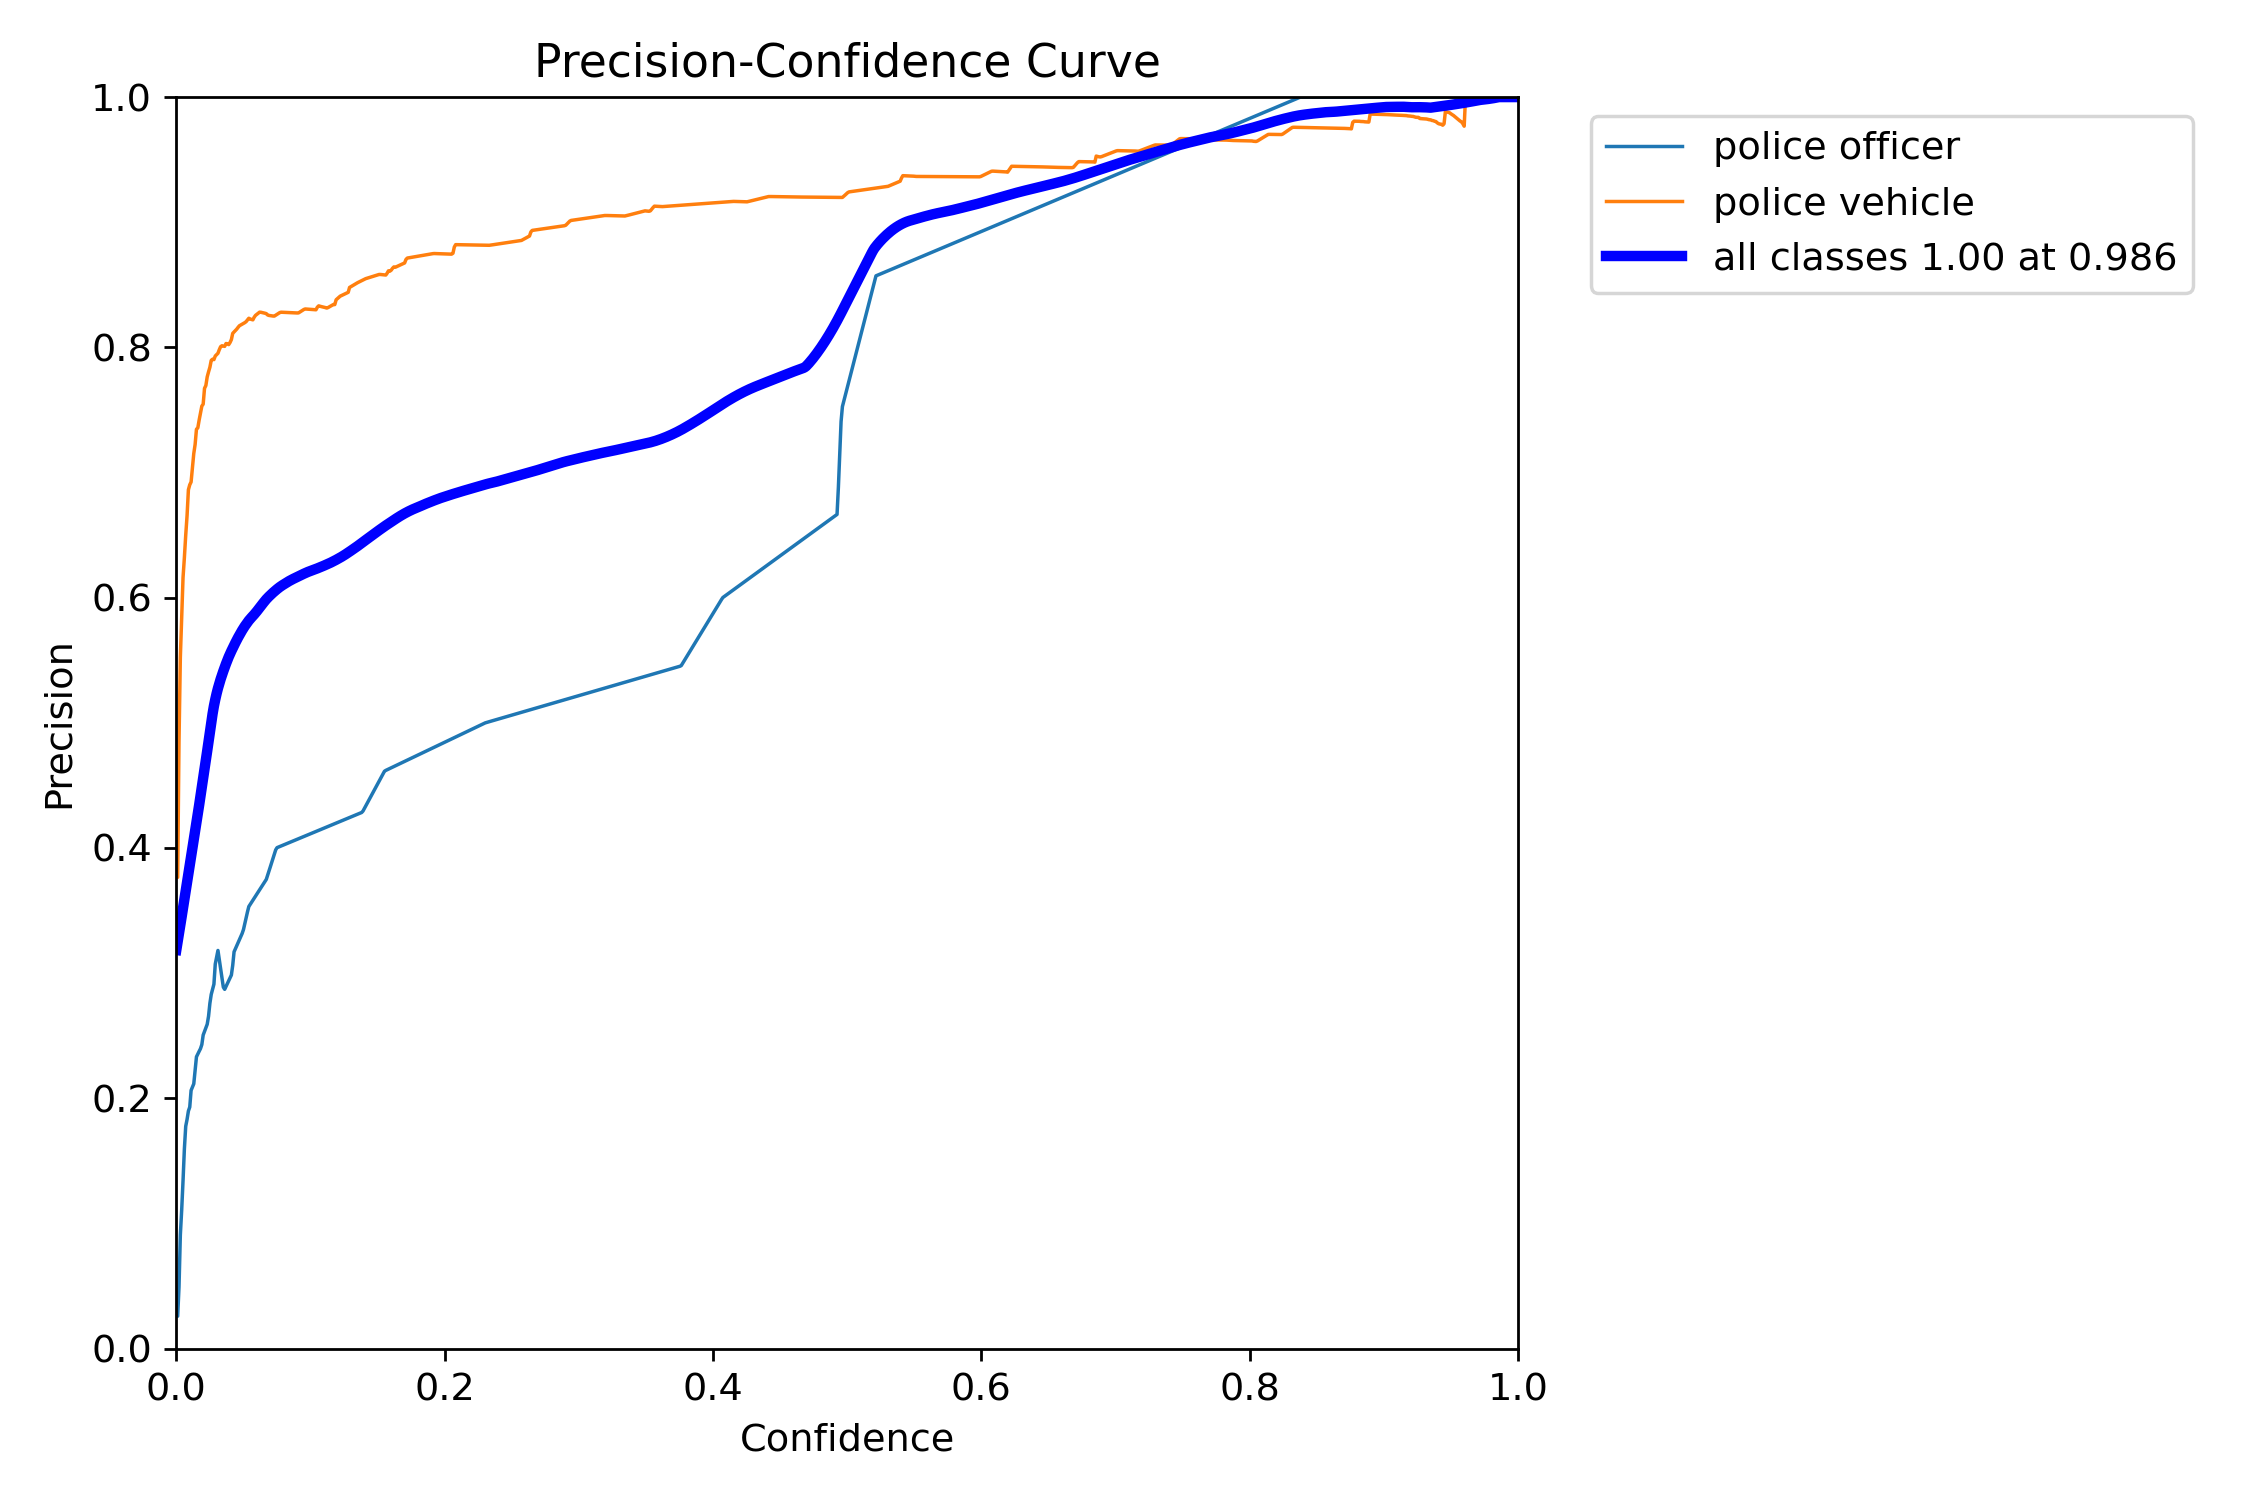 Precision-Confidence Curve
1.0
0.8
0.6
0.4
0.2
0.0
Precision
0.0 0.2 0.4 0.6 0.8 1.0
Confidence
police officer
police vehicle
all classes 1.00 at 0.986